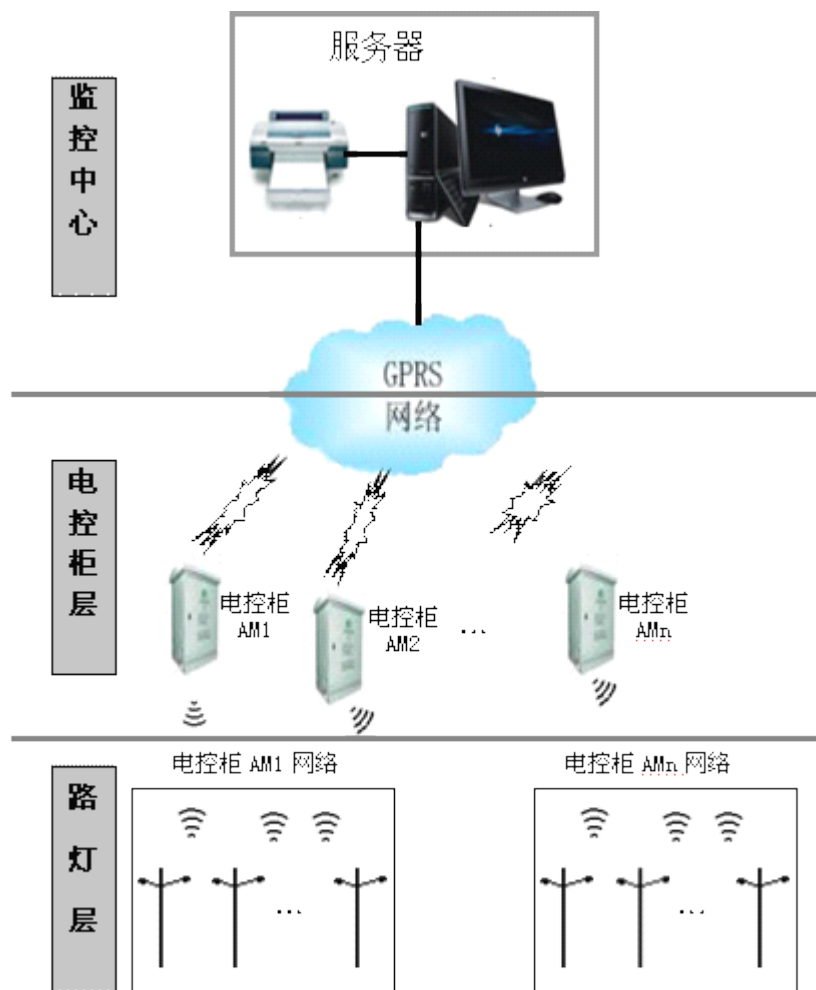 服务器
监控中心
GPRS
网络
电控柜层
电控柜
AM1
电控柜
AM2
...
电控柜
AMn
电控柜 AM1 网络
电控柜 AMn 网络
路灯层
...
...